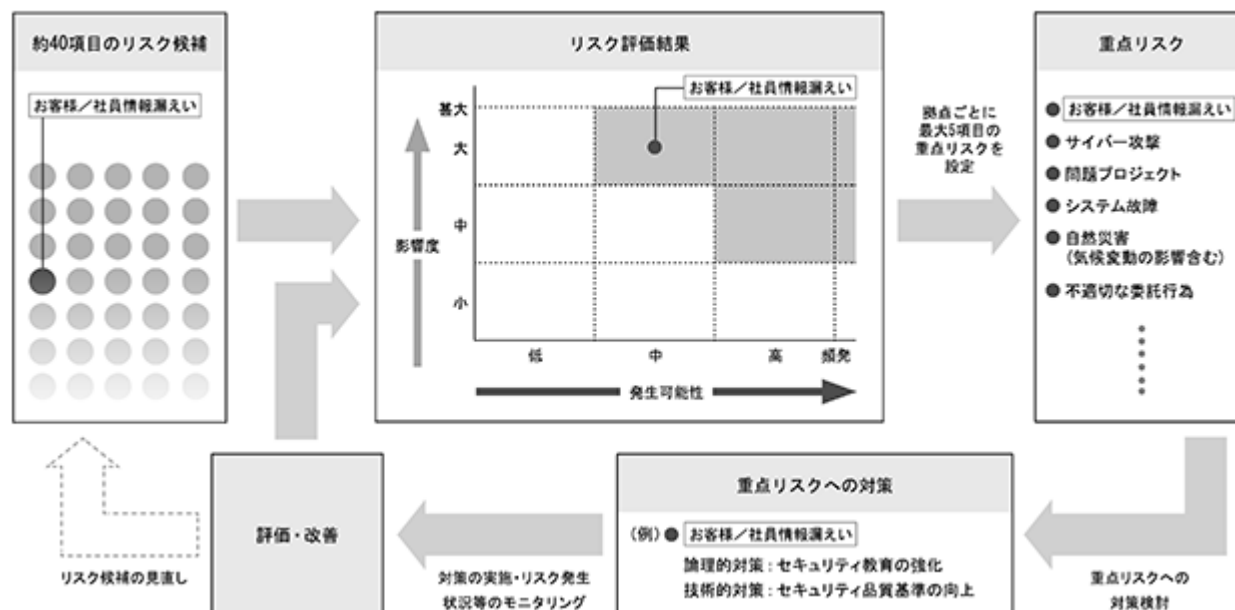 約40項目のリスク候補
お客様／社員情報漏えい
リスク評価結果
お客様／社員情報漏えい
甚大
大
中
小
影響度
低
中
高
頻発
発生可能性
拠点ごとに
最大5項目の
重点リスクを
設定
重点リスク
お客様／社員情報漏えい
サイバー攻撃
問題プロジェクト
システム故障
自然災害
(気候変動の影響含む)
不適切な委託行為
重点リスクへの
対策検討
重点リスクへの対策
(例) ● お客様／社員情報漏えい
論理的対策：セキュリティ教育の強化
技術的対策：セキュリティ品質基準の向上
対策の実施・リスク発生
状況等のモニタリング
評価・改善
リスク候補の見直し